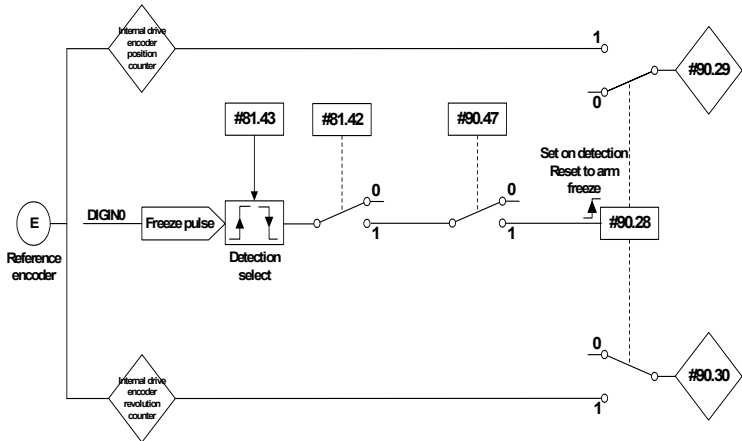 Internal drive
encoder
position
counter
1
#90.29
0
#81.43
#81.42
#90.47
Set on detection
Reset to arm
freeze
0
0
E
DIGIN0
Freeze pulse
#90.28
1
1
Reference
encoder
Detection
select
0
#90.30
Internal drive
encoder
revolution
counter
1